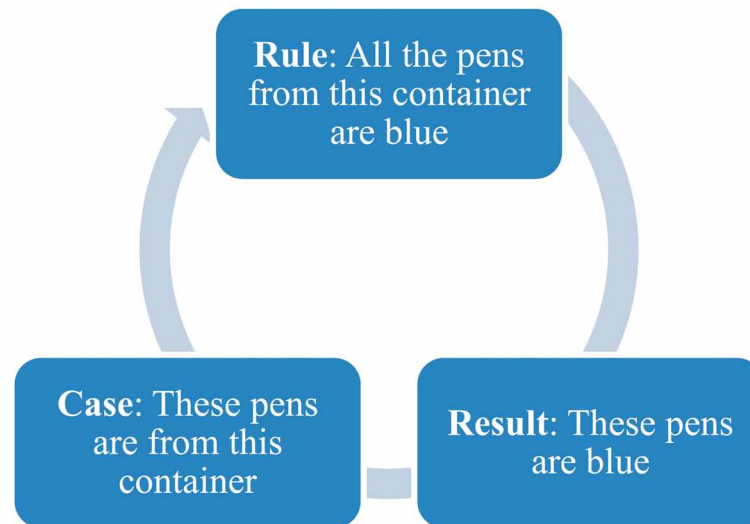 Rule: All the pens
from this container
are blue
Case: These pens
are from this
container
Result: These pens
are blue